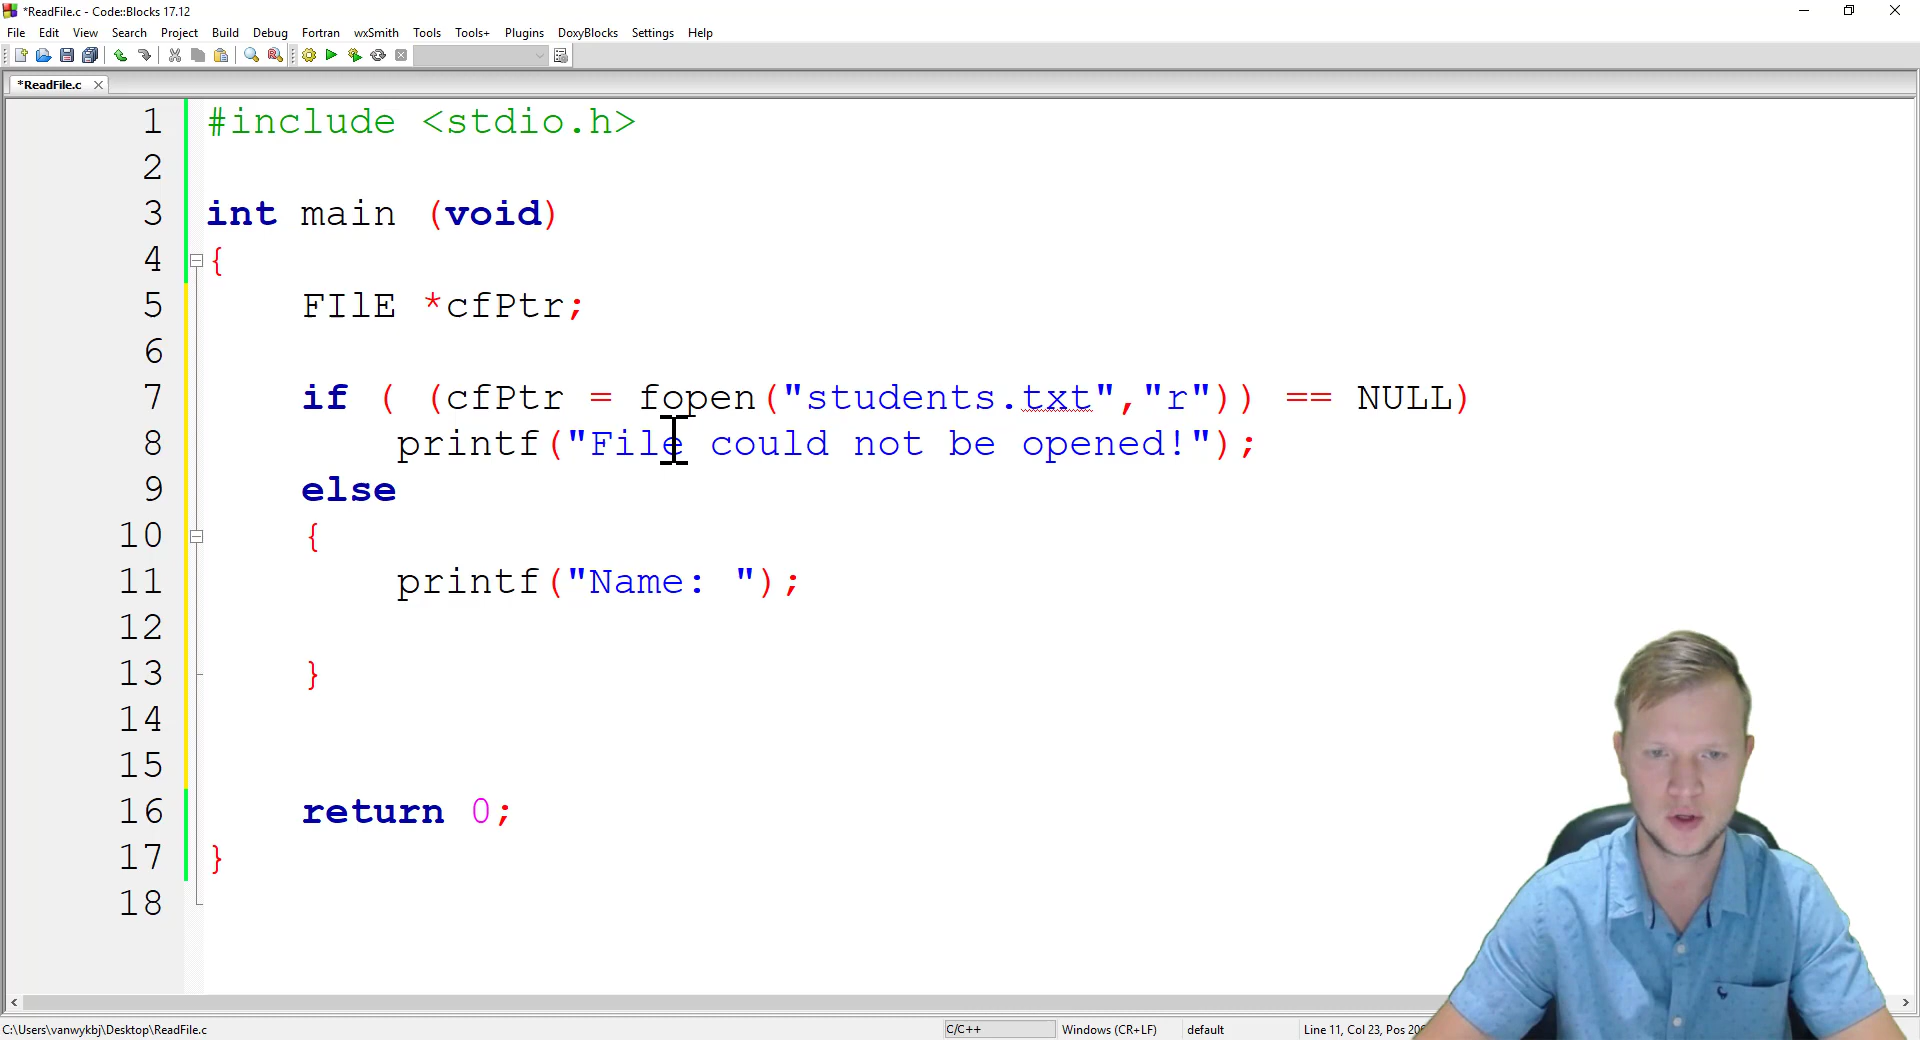 *ReadFile.c - Code::Blocks 17.12
File Edit View Search Project Build Debug Fortran wxSmith Tools Tools+ Plugins DoxyBlocks Settings Help
*ReadFile.c
1 #include <stdio.h>
2
3 int main (void)
4 {
5 FIlE *cfPtr;
6
7 if ( (cfPtr = fopen("students.txt","r")) == NULL)
8 printf("File could not be opened!");
9 else
10 {
11 printf("Name: ");
12
13 }
14
15
16 return 0;
17 }
18
C:\Users\vanwykbj\Desktop\ReadFile.c C/C++ Windows (CR+LF) default Line 11, Col 23, Pos